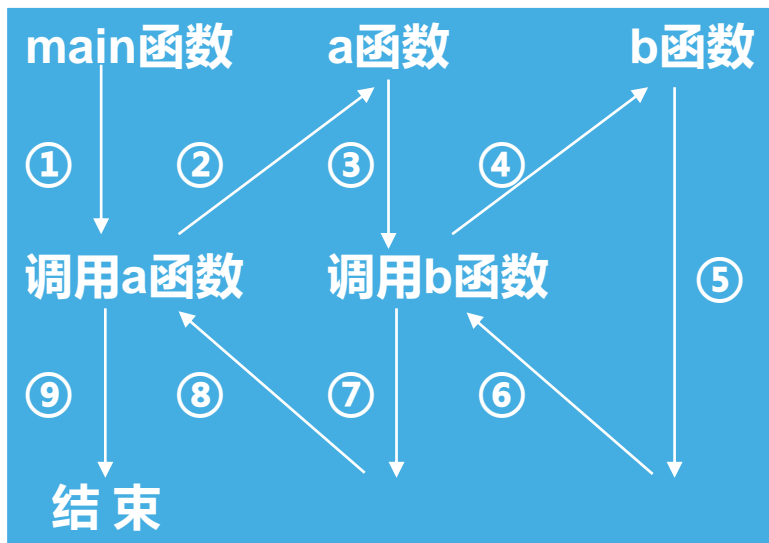 main函数 a函数 b函数
① ② ③ ④
调用a函数 调用b函数
⑤
⑨ ⑧ ⑦ ⑥
结 束